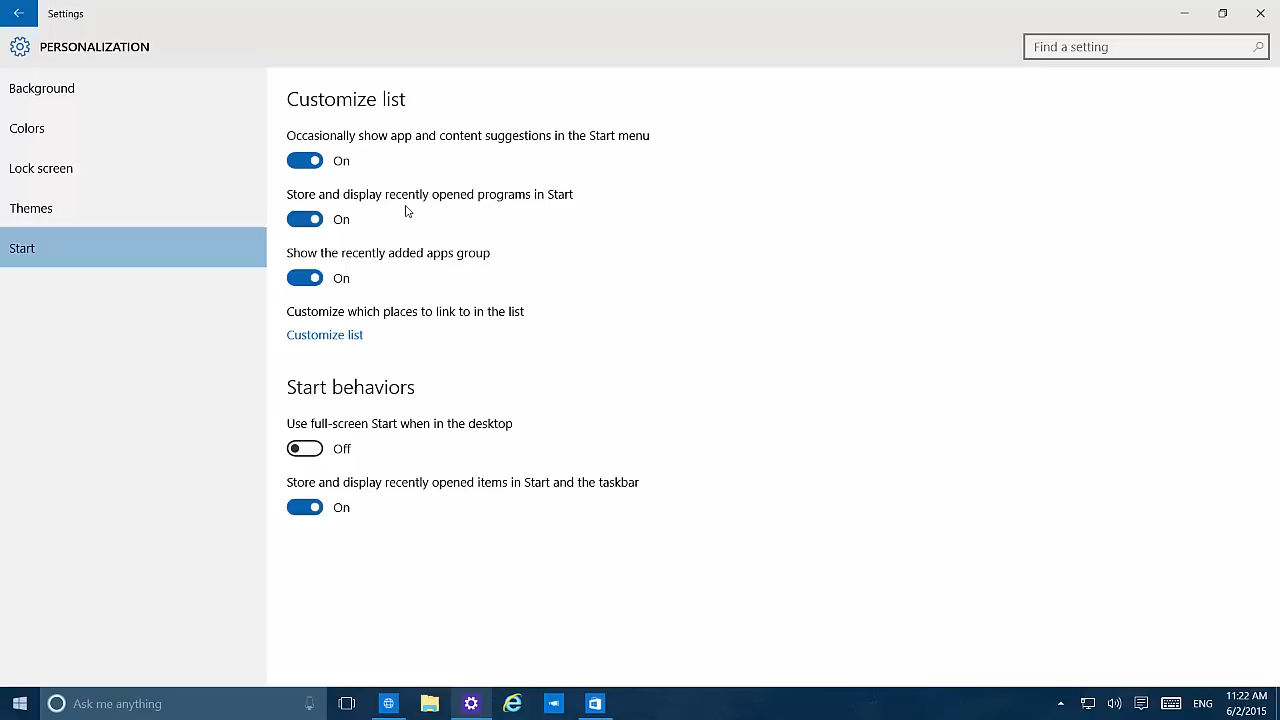 Settings
PERSONALIZATION
Find a setting
Background
Colors
Lock screen
Themes
Start
Customize list
Occasionally show app and content suggestions in the Start menu
On
Store and display recently opened programs in Start
On
Show the recently added apps group
On
Customize which places to link to in the list
Customize list
Start behaviors
Use full-screen Start when in the desktop
Off
Store and display recently opened items in Start and the taskbar
On
Ask me anything
ENG
11:22 AM
6/2/2015